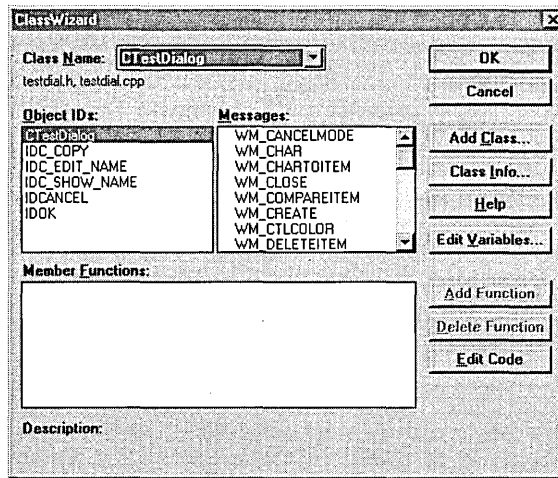 ClassWizard
Class Name: CTestDialog
testdial.h, testdial.cpp
Object IDs:
CTestDialog
IDC_COPY
IDC_EDIT_NAME
IDC_SHOW_NAME
IDCANCEL
IDOK
Messages:
WM_CANCELMODE
WM_CHAR
WM_CHARTOITEM
WM_CLOSE
WM_COMPAREITEM
WM_CREATE
WM_CTLCOLOR
WM_DELETEITEM
Member Functions:
Description:
OK
Cancel
Add Class...
Class Info...
Help
Edit Variables...
Add Function
Delete Function
Edit Code